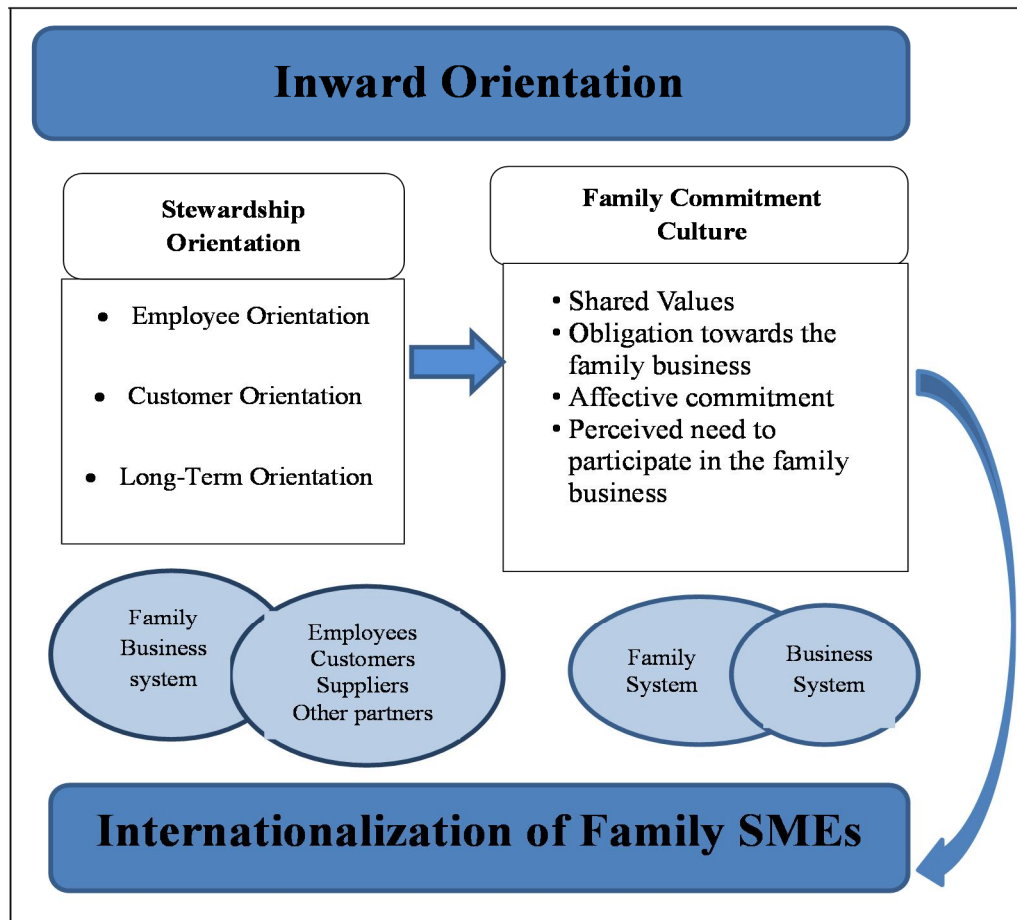 Inward Orientation
Stewardship
Orientation
• Employee Orientation
• Customer Orientation
• Long-Term Orientation
Family Commitment
Culture
• Shared Values
• Obligation towards the
family business
• Affective commitment
• Perceived need to
participate in the family
business
Family
Business
system
Employees
Customers
Suppliers
Other partners
Family
System
Business
System
Internationalization of Family SMEs